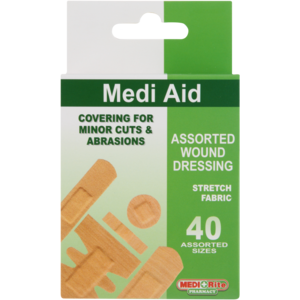 Medi Aid
COVERING FOR
MINOR CUTS &
ABRASIONS
ASSORTED
WOUND
DRESSING
STRETCH
FABRIC
40
ASSORTED
SIZES
MEDI Rite
PHARMACY